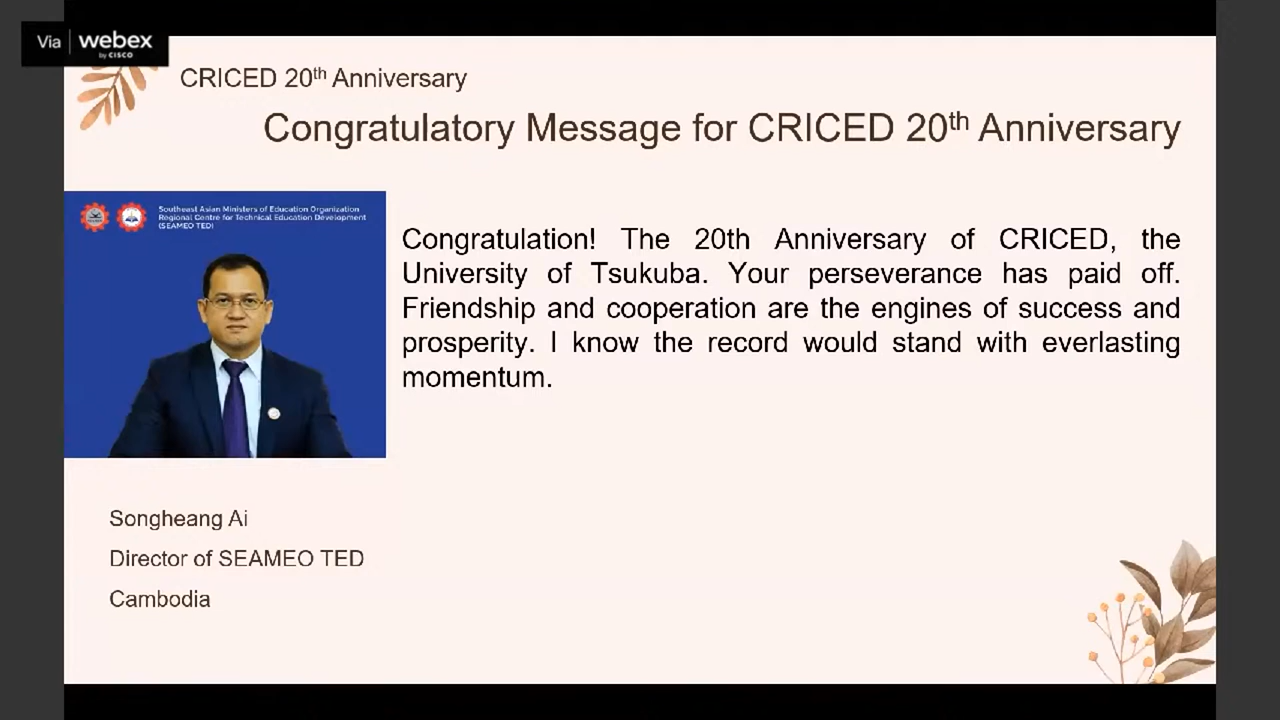 Via webex
by CISCO
CRICED 20th Anniversary
Congratulatory Message for CRICED 20th Anniversary
Southeast Asian Ministers of Education Organization
Regional Centre for Technical Education Development
(SEAMEO TED)
Congratulation! The 20th Anniversary of CRICED, the
University of Tsukuba. Your perseverance has paid off.
Friendship and cooperation are the engines of success and
prosperity. I know the record would stand with everlasting
momentum.
Songheang Ai
Director of SEAMEO TED
Cambodia